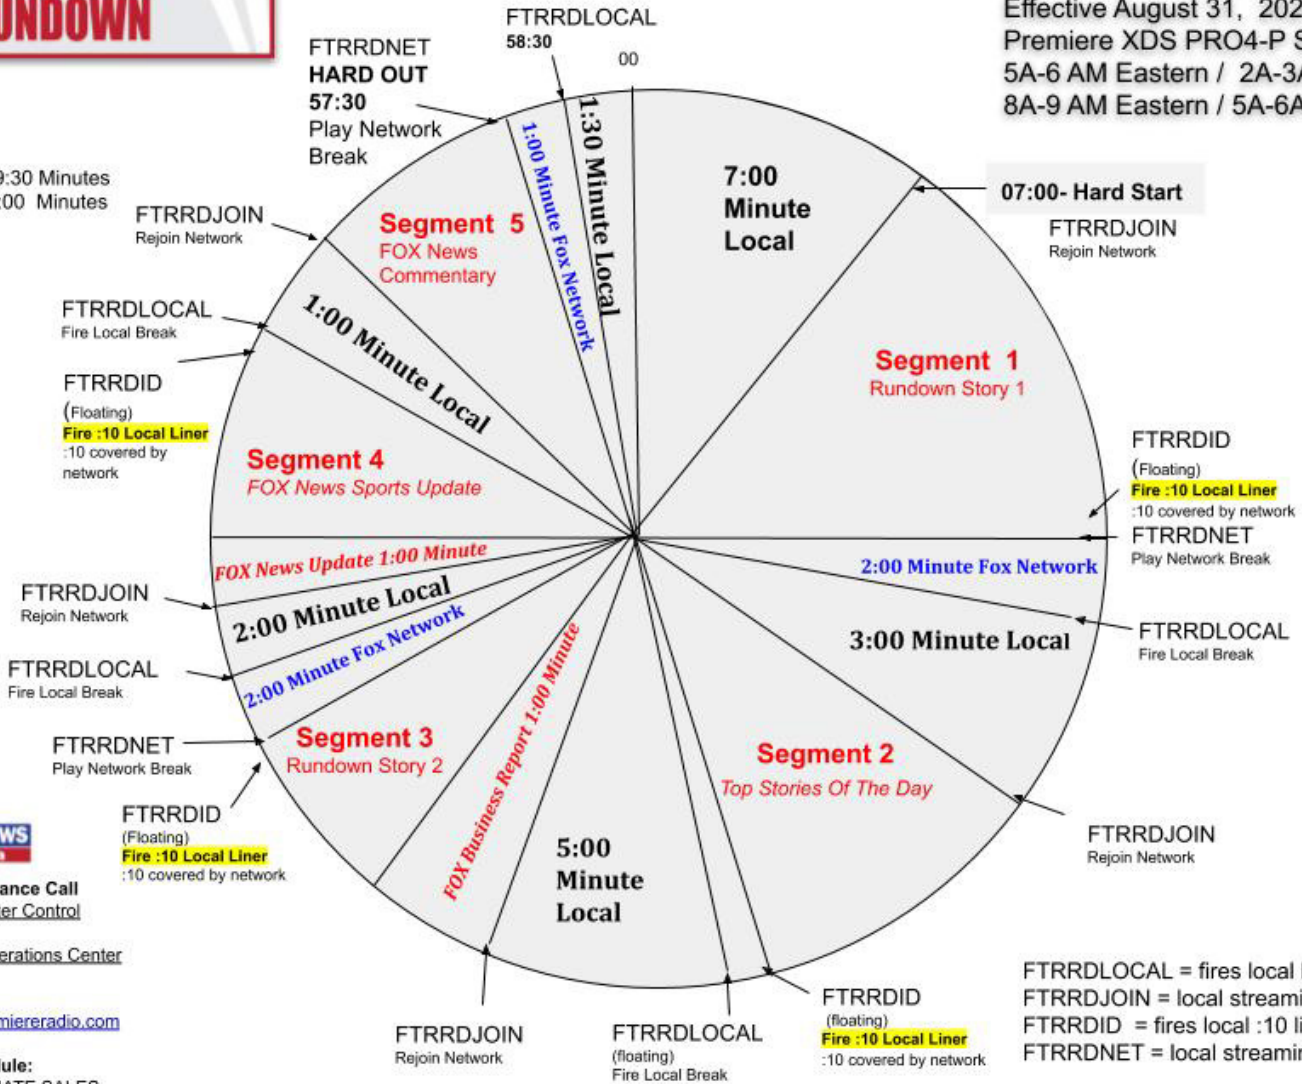 FTRRDLOCAL
58:30
00
FTRRDNET
HARD OUT
57:30
Play Network
Break
Effective August 31,
Premiere XDS PRO4-P
5A-6 AM Eastern /
8A-9 AM Eastern /
Minutes
Minutes
FTRRDJOIN
Rejoin Network
FTRRDLOCAL
Fire Local Break
FTRRDID
(Floating)
Fire :10 Local Liner
:10 covered by
network
1:30 Minute Local
1:00 Minute Fox Network
7:00
Minute
Local
07:00- Hard Start
FTRRDJOIN
Rejoin Network
Segment 5
FOX News
Commentary
1:00 Minute Local
Segment 1
Rundown Story 1
FTRRDID
(Floating)
Fire :10 Local Liner
:10 covered by network
FTRRDNET
Play Network Break
Segment 4
FOX News Sports Update
2:00 Minute Fox Network
FOX News Update 1:00 Minute
FTRRDJOIN
Rejoin Network
2:00 Minute Local
3:00 Minute Local
FTRRDLOCAL
Fire Local Break
FTRRDLOCAL
Fire Local Break
2:00 Minute Fox Network
FTRRDNET
Play Network Break
Segment 3
Rundown Story 2
FOX Business Report 1:00 Minute
Segment 2
Top Stories Of The Day
FTRRDID
(Floating)
Fire :10 Local Liner
:10 covered by network
5:00
Minute
Local
FTRRDJOIN
Rejoin Network
Call
Control
Center
FTRRDJOIN
Rejoin Network
FTRRDLOCAL
(floating)
Fire Local Break
FTRRDID
(floating)
Fire :10 Local Liner
:10 covered by network
FTRRDLOCAL = fires local
FTRRDJOIN = local
FTRRDID = fires local :10
FTRRDNET = local